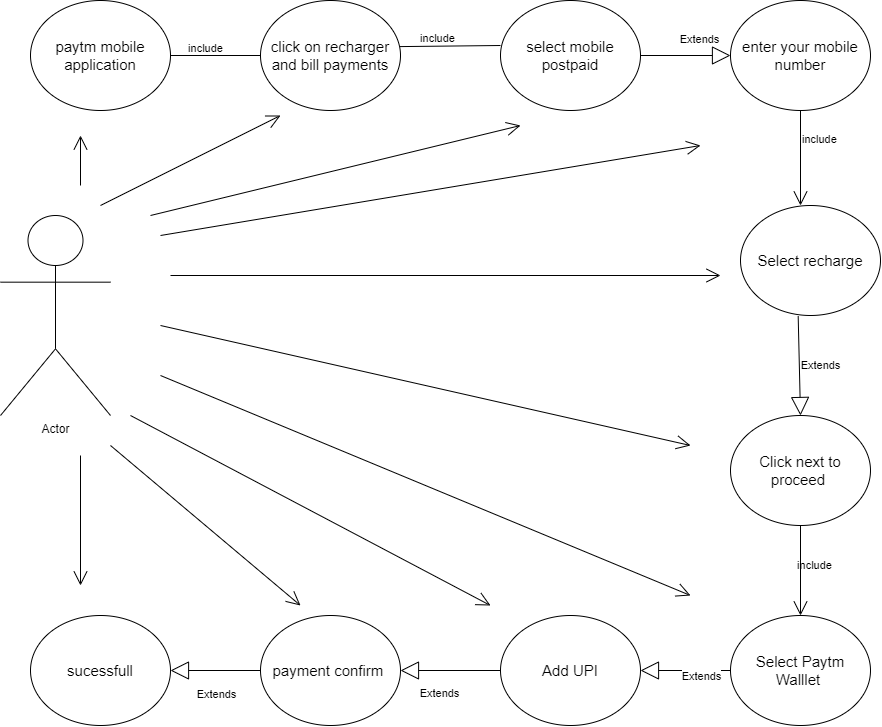 paytm mobile
application
include
click on recharger
and bill payments
include
select mobile
postpaid
Extends
enter your mobile
number
include
Select recharge
Extends
Actor
Click next to
proceed
include
sucessfull
Extends
payment confirm
Extends
Add UPI
Extends
Select Paytm
Walllet